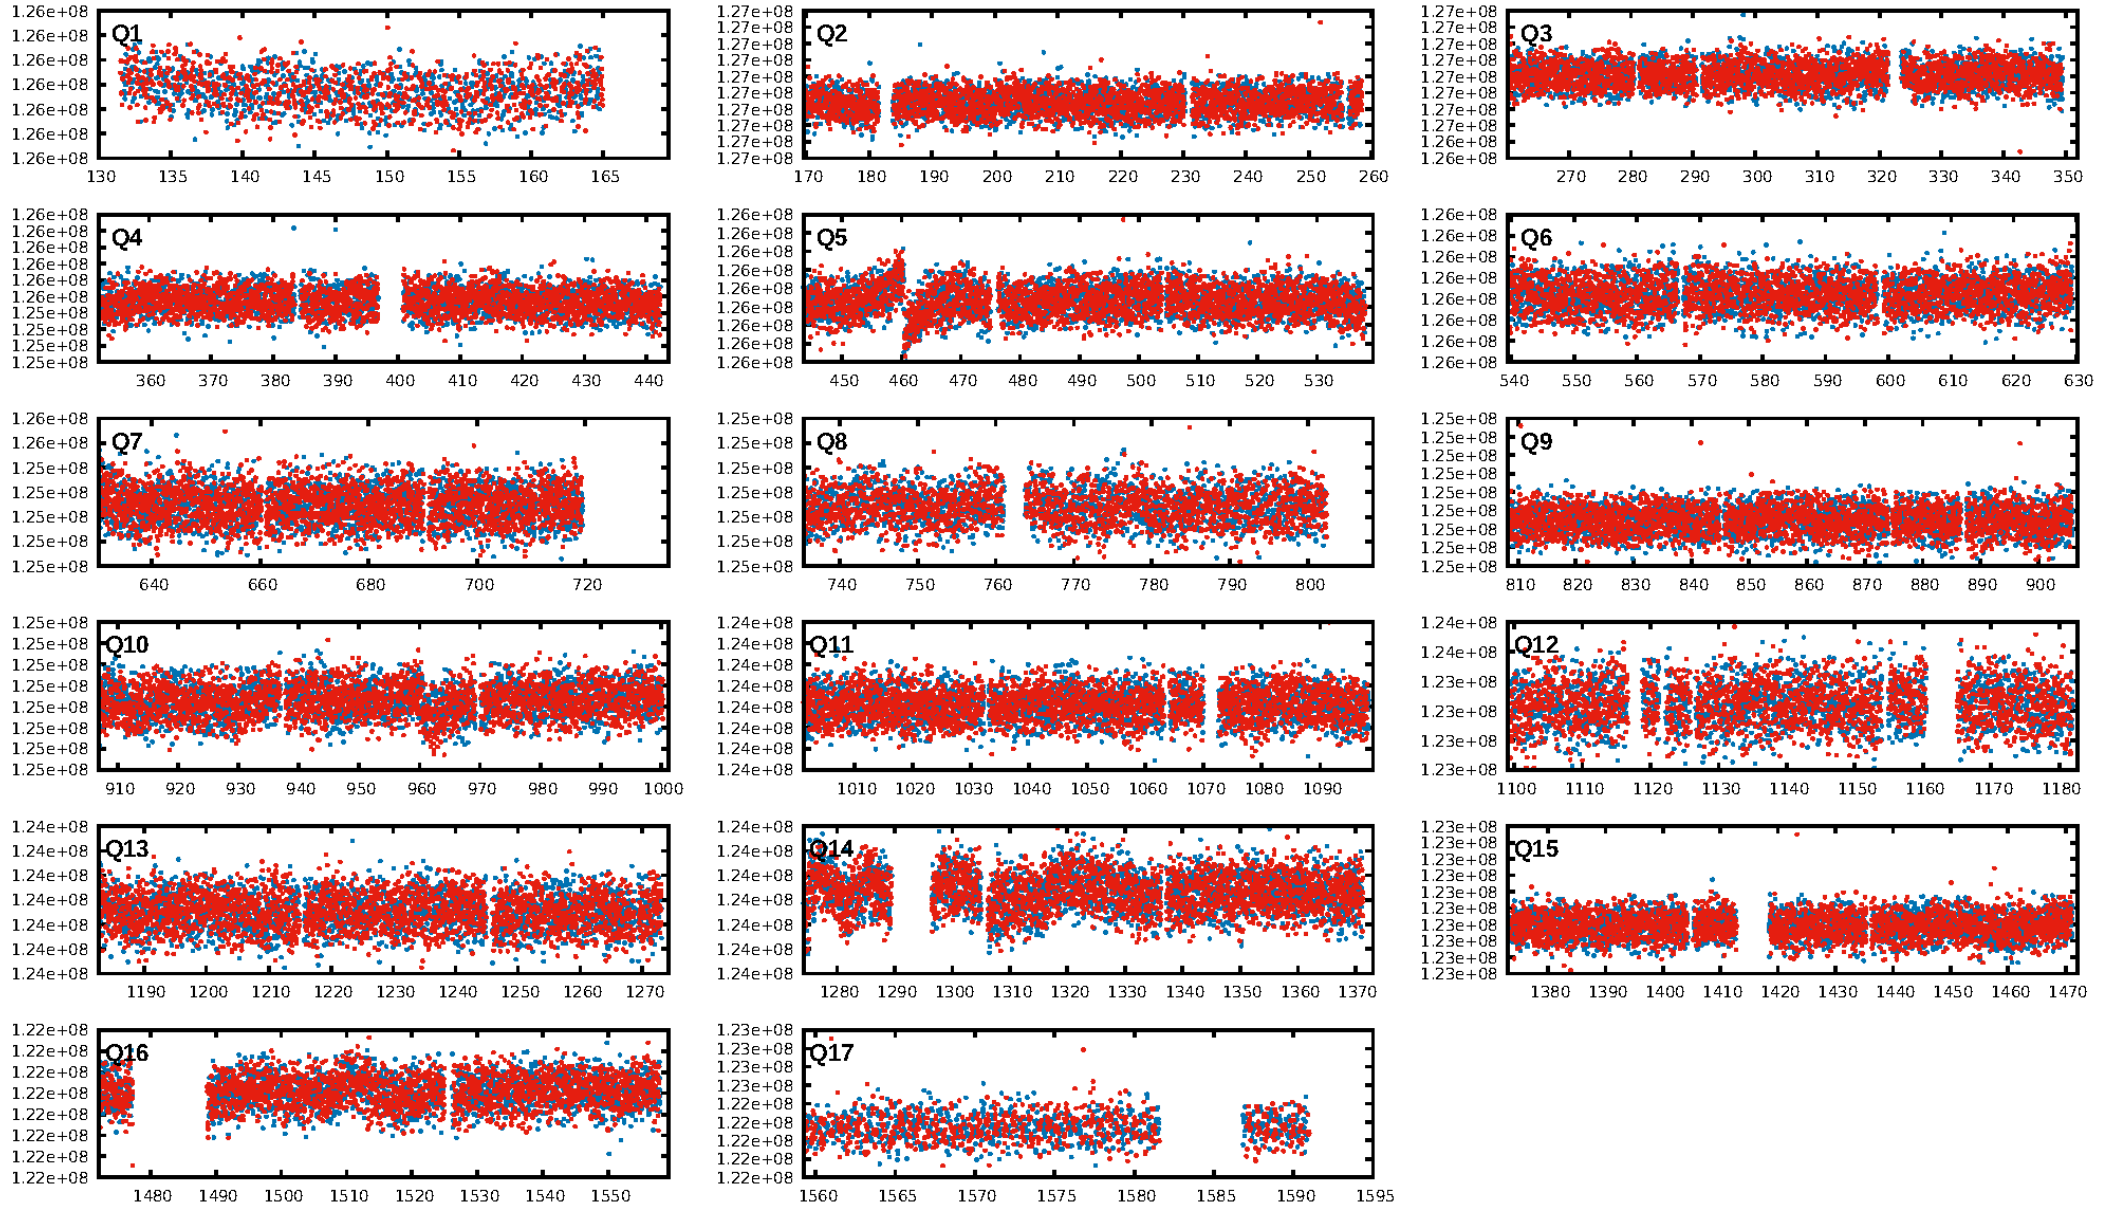 1.26e+08
1.26e+08
1.26e+08
1.26e+08
1.26e+08
1.26e+08
1.26e+08
Q1
130 135 140 145 150 155 160 165
1.27e+08
1.27e+08
1.27e+08
1.27e+08
1.27e+08
1.27e+08
1.27e+08
1.27e+08
1.27e+08
1.27e+08
Q2
170 180 190 200 210 220 230 240 250 260
1.27e+08
1.27e+08
1.27e+08
1.27e+08
1.27e+08
1.27e+08
1.27e+08
1.27e+08
1.26e+08
1.26e+08
Q3
270 280 290 300 310 320 330 340 350
1.26e+08
1.26e+08
1.26e+08
1.26e+08
1.26e+08
1.26e+08
1.25e+08
1.25e+08
1.25e+08
1.25e+08
Q4
360 370 380 390 400 410 420 430 440
1.26e+08
1.26e+08
1.26e+08
1.26e+08
1.26e+08
1.26e+08
1.26e+08
1.26e+08
1.26e+08
Q5
450 460 470 480 490 500 510 520 530
1.26e+08
1.26e+08
1.26e+08
1.26e+08
1.26e+08
1.26e+08
1.26e+08
1.26e+08
Q6
540 550 560 570 580 590 600 610 620 630
1.26e+08
1.26e+08
1.25e+08
1.25e+08
1.25e+08
1.25e+08
1.25e+08
Q7
640 660 680 700 720
1.25e+08
1.25e+08
1.25e+08
1.25e+08
1.25e+08
1.25e+08
1.25e+08
Q8
740 750 760 770 780 790 800
1.25e+08
1.25e+08
1.25e+08
1.25e+08
1.25e+08
1.25e+08
1.25e+08
1.25e+08
1.25e+08
Q9
810 820 830 840 850 860 870 880 890 900
1.25e+08
1.25e+08
1.25e+08
1.25e+08
1.25e+08
1.25e+08
1.25e+08
1.25e+08
Q10
910 920 930 940 950 960 970 980 990 1000
1.24e+08
1.24e+08
1.24e+08
1.24e+08
1.24e+08
1.24e+08
1.24e+08
1.24e+08
Q11
1010 1020 1030 1040 1050 1060 1070 1080 1090
1.24e+08
1.24e+08
1.23e+08
1.23e+08
1.23e+08
1.23e+08
Q12
1100 1110 1120 1130 1140 1150 1160 1170 1180
1.24e+08
1.24e+08
1.24e+08
1.24e+08
1.24e+08
1.24e+08
1.24e+08
Q13
1190 1200 1210 1220 1230 1240 1250 1260 1270
1.24e+08
1.24e+08
1.24e+08
1.24e+08
1.24e+08
1.24e+08
1.24e+08
Q14
1280 1290 1300 1310 1320 1330 1340 1350 1360 1370
1.23e+08
1.23e+08
1.23e+08
1.23e+08
1.23e+08
1.23e+08
1.23e+08
1.23e+08
1.23e+08
1.23e+08
Q15
1380 1390 1400 1410 1420 1430 1440 1450 1460 1470
1.22e+08
1.22e+08
1.22e+08
1.22e+08
1.22e+08
1.22e+08
1.22e+08
1.22e+08
Q16
1480 1490 1500 1510 1520 1530 1540 1550
1.23e+08
1.23e+08
1.23e+08
1.23e+08
1.22e+08
1.22e+08
1.22e+08
1.22e+08
1.22e+08
Q17
1560 1565 1570 1575 1580 1585 1590 1595